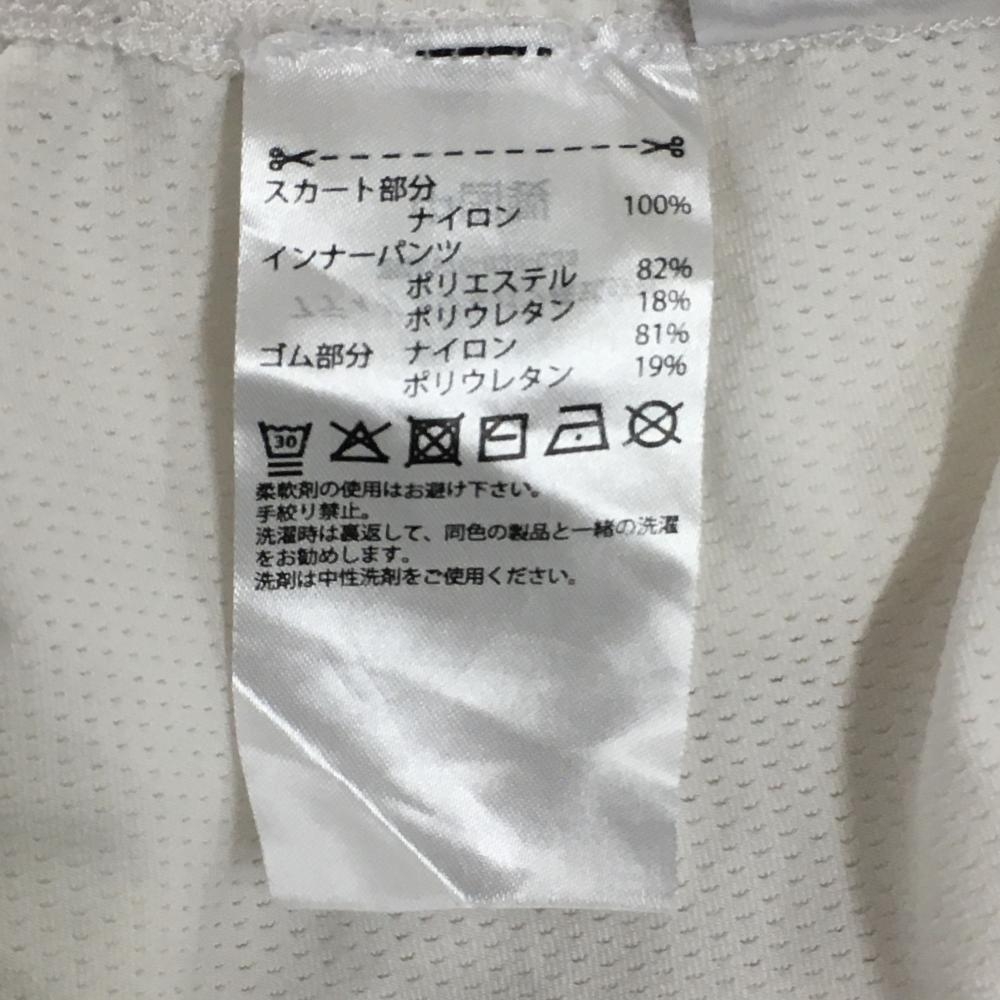 スカート部分
ナイロン 100%
インナーパンツ
ポリエステル 82%
ポリウレタン 18%
ゴム部分 ナイロン 81%
ポリウレタン 19%
30
柔軟剤の使用はお避け下さい。
手絞り禁止。
洗濯時は裏返して、同色の製品と一緒の洗濯
をお勧めします。
洗剤は中性洗剤をご使用ください。